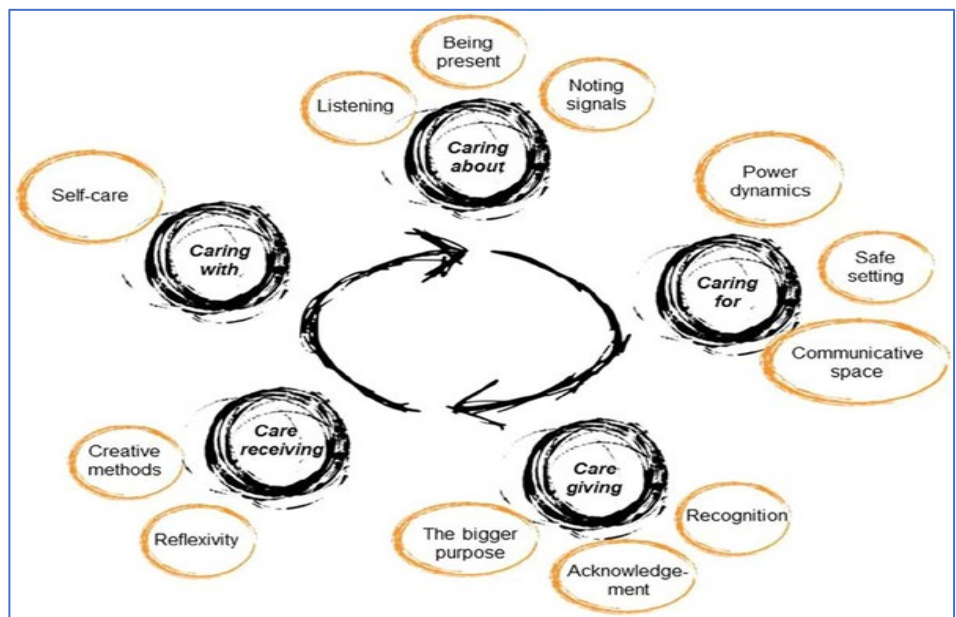 Being
present
Listening
Noting
signals
Caring
about
Power
dynamics
Self-care
Caring
with
Safe
setting
Caring
for
Communicative
space
Care
receiving
Creative
methods
Reflexivity
Care
giving
The bigger
purpose
Recognition
Acknowledge-
ment